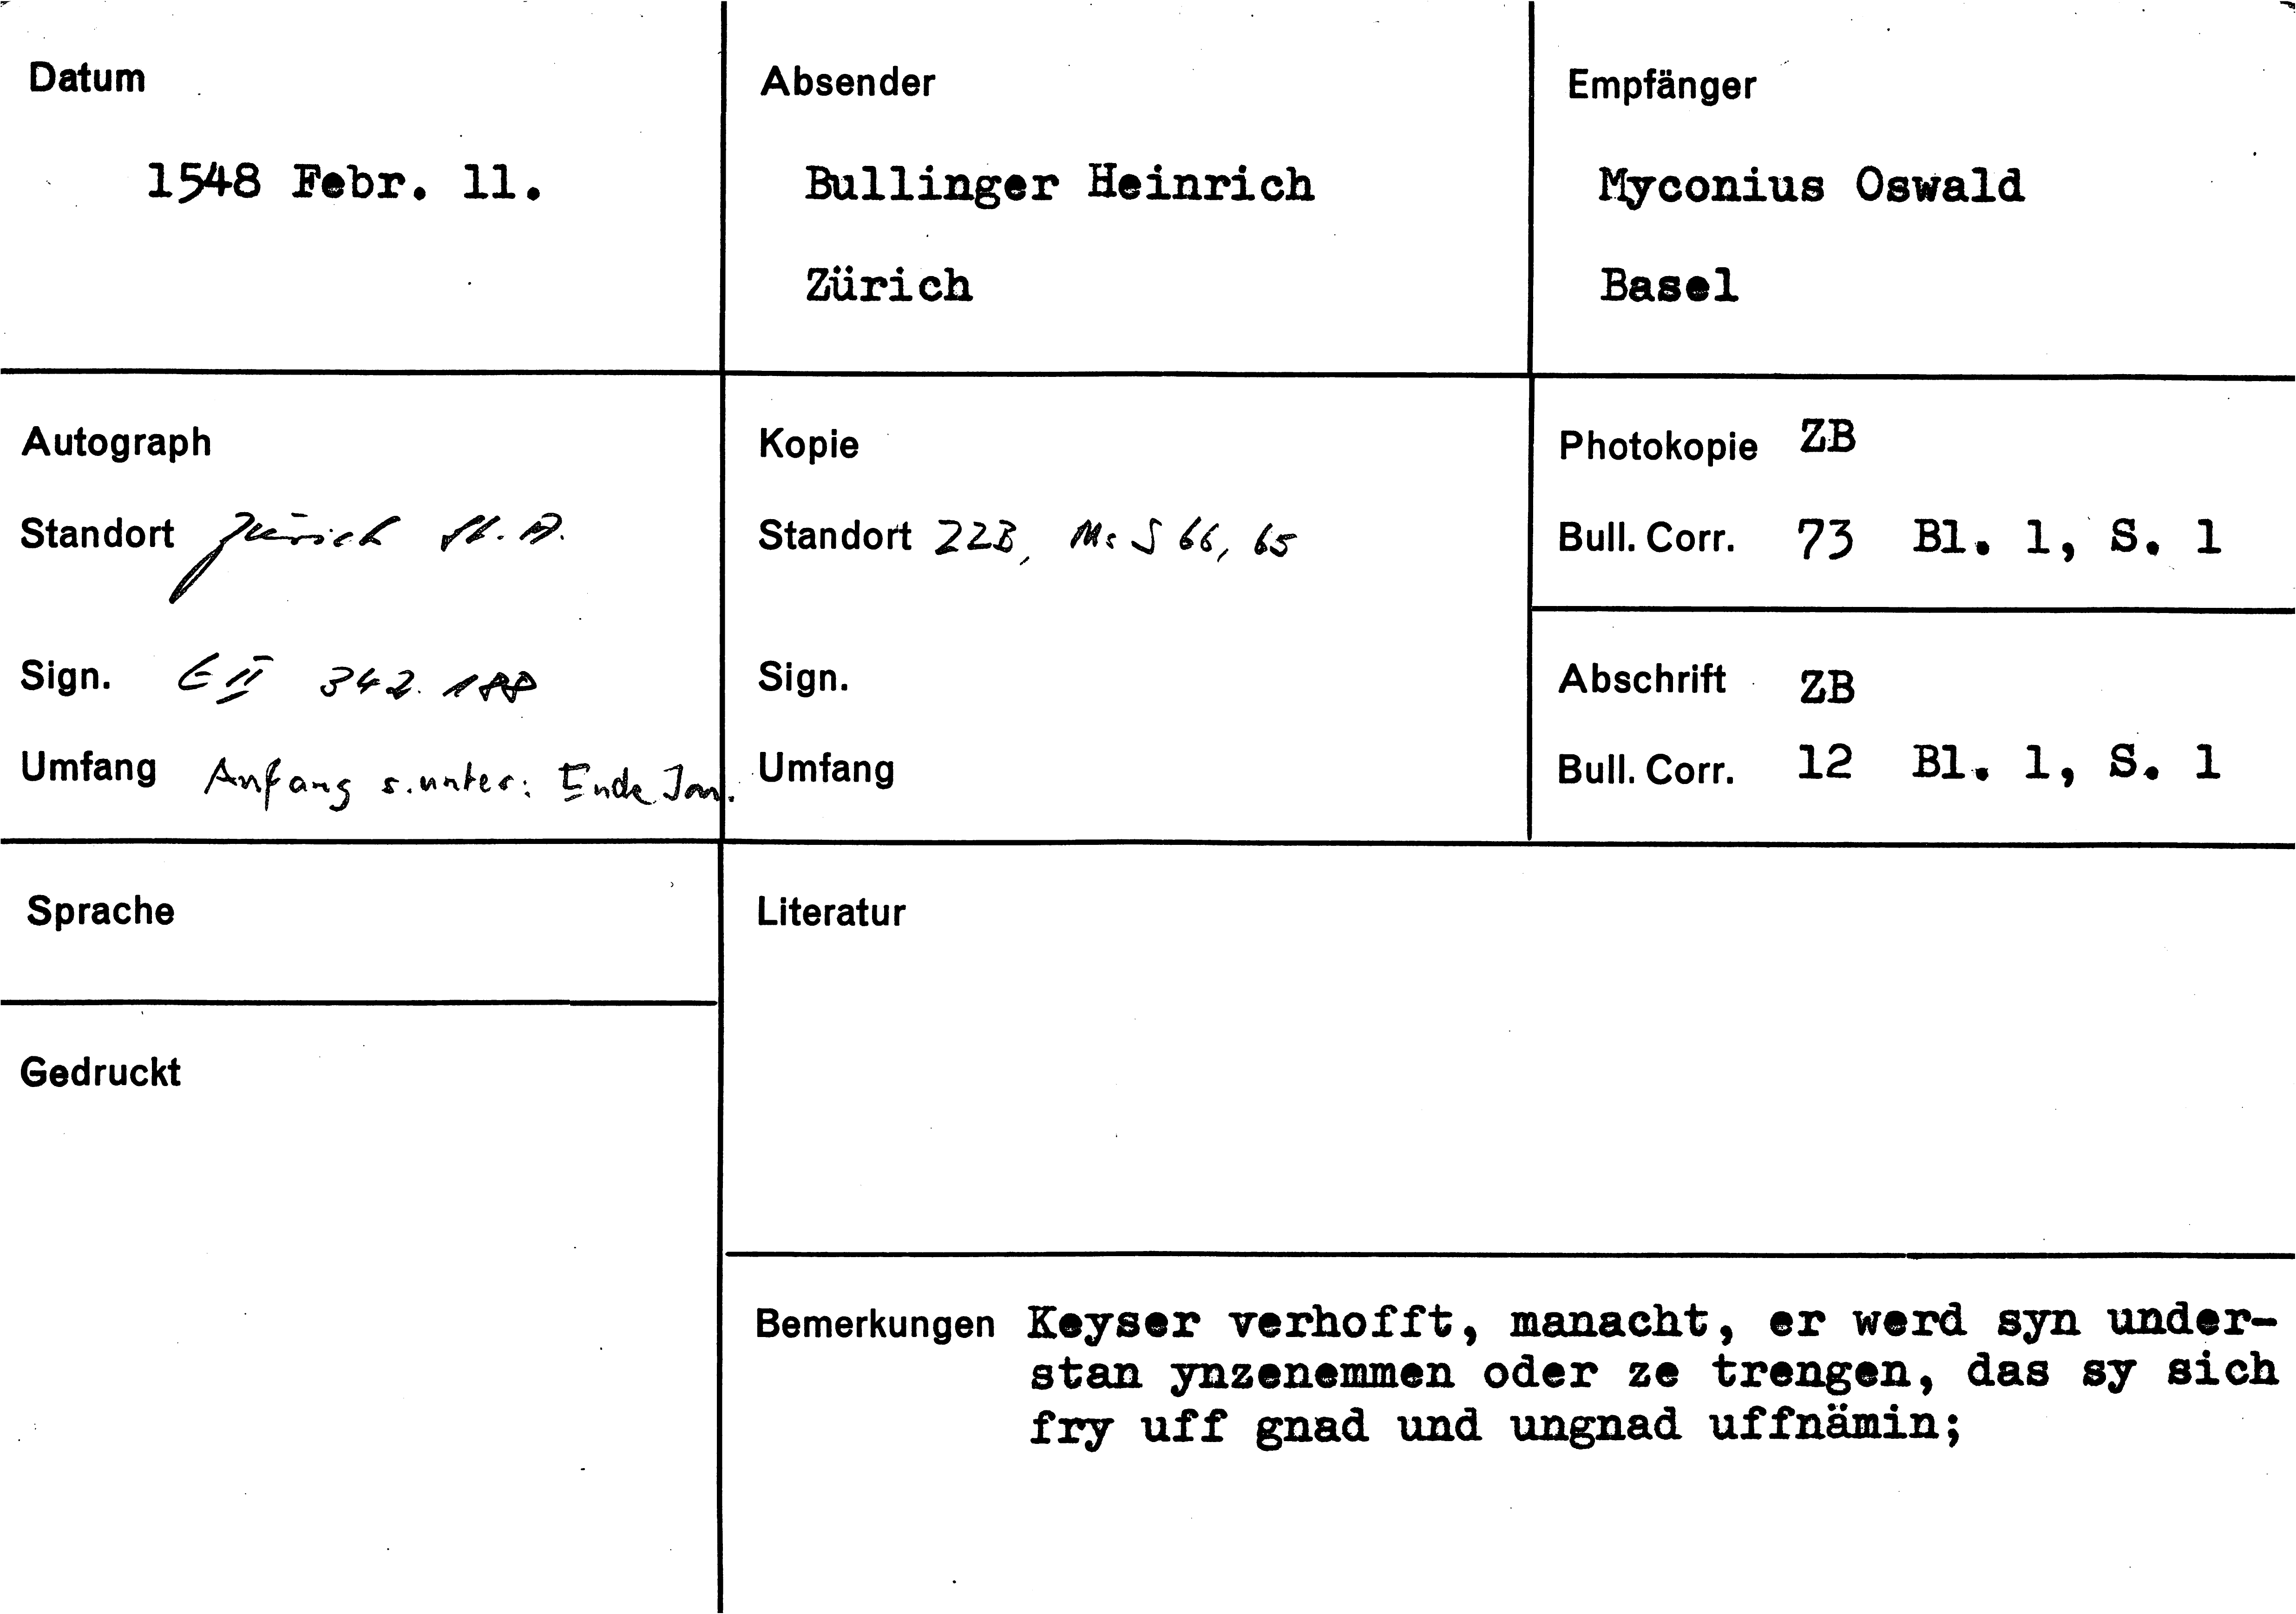 Datum
1548 Febr. 11.
Absender
Bullinger Heinrich
Zürich
Empfänger
Myconius Oswald
Basel
Autograph
Standort Zürich St. A.
Sign. E II 342. 188
Umfang Anfang s. unter: Ende Jan.
Kopie
Standort ZZB, Ms S 66, 65
Sign.
Umfang
Photokopie ZB
Bull. Corr. 73 Bl. 1, S. 1
Abschrift ZB
Bull. Corr. 12 Bl. 1, S. 1
Sprache
Gedruckt
Literatur
Bemerkungen Keyser verhofft, manacht, er werd syn under-
stan ynzenemmen oder ze trengen, das sy sich
fry uff gnad und ungnad uffnämin;